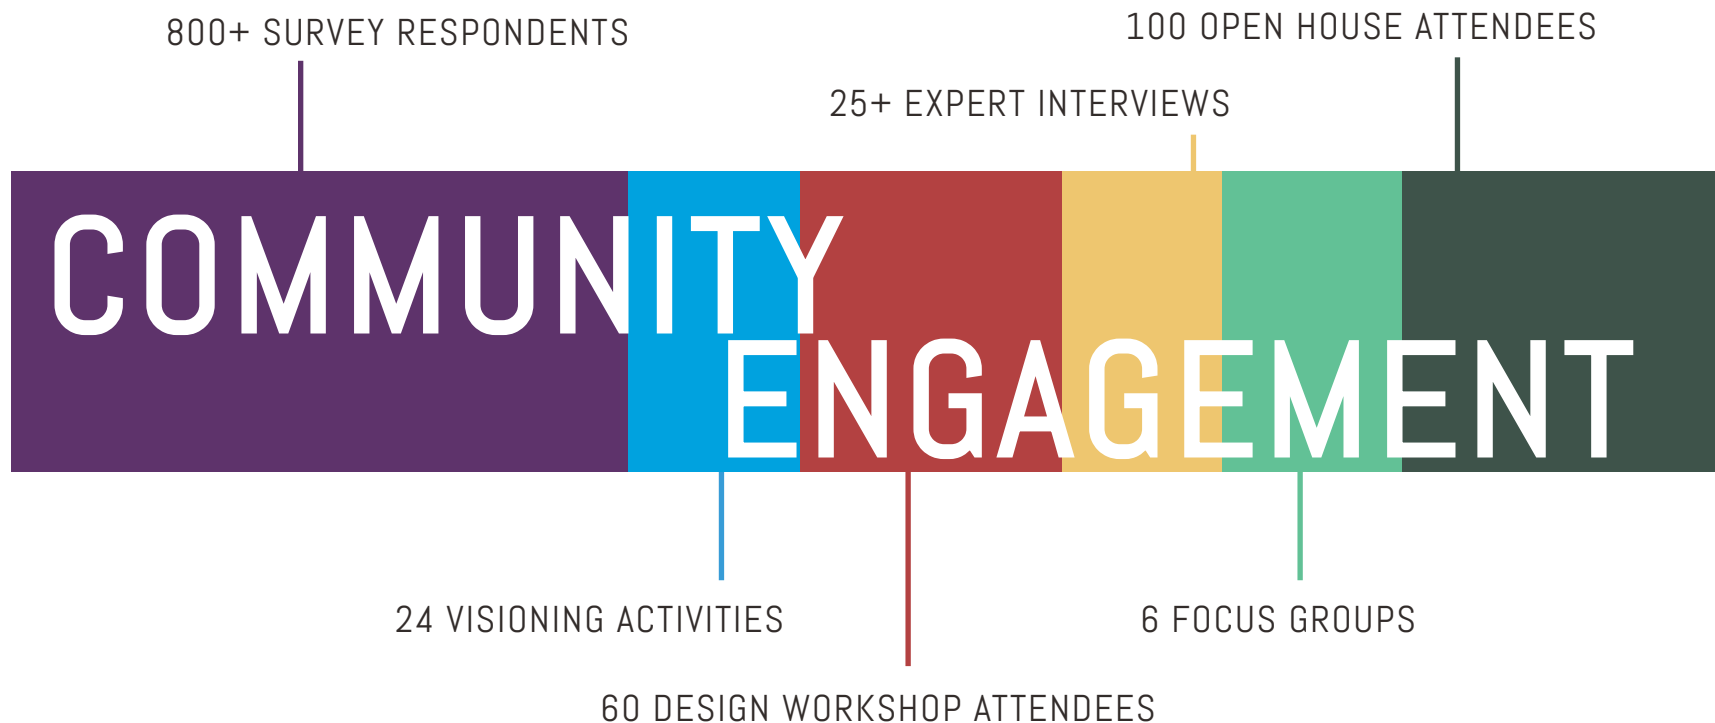 800+ SURVEY RESPONDENTS
100 OPEN HOUSE ATTENDEES
25+ EXPERT INTERVIEWS
COMMUNITY
ENGAGEMENT
24 VISIONING ACTIVITIES
6 FOCUS GROUPS
60 DESIGN WORKSHOP ATTENDEES